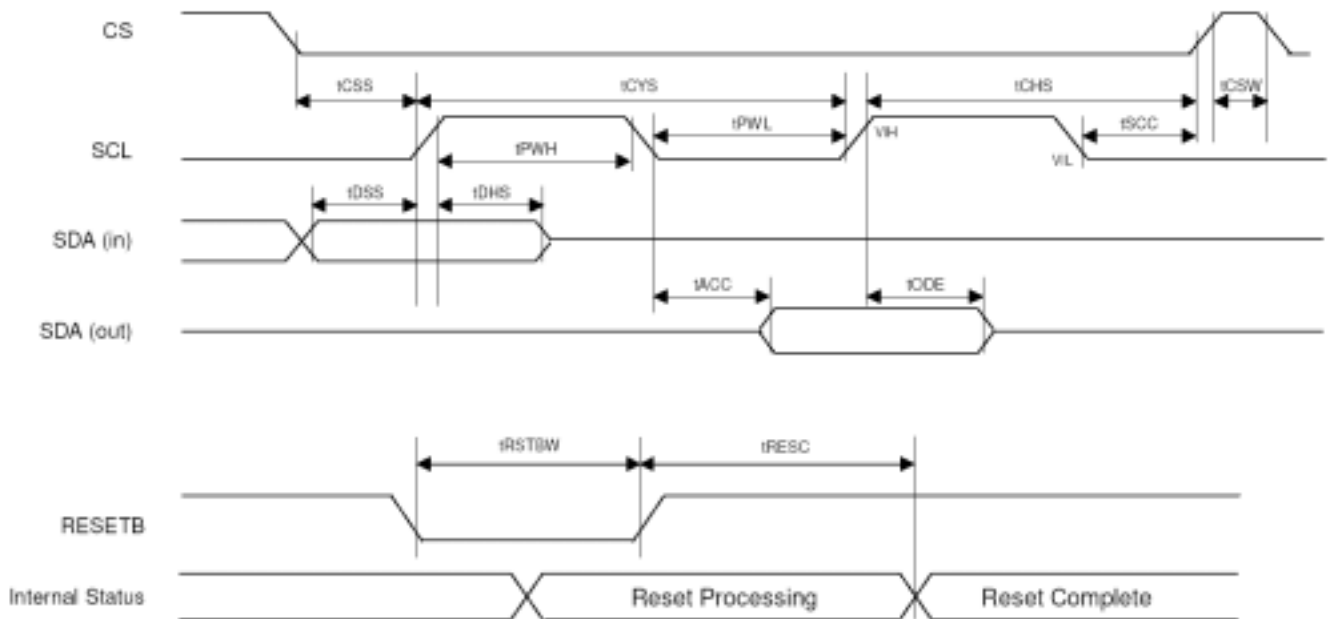 CS
tCSS
tCYS
tCHS
tCSW
SCL
tPWH
tPWL
VIH
VIL
tSCC
tDSS
tDHS
SDA (in)
tACC
tODE
SDA (out)
tRSTBW
tRESC
RESETB
Internal Status
Reset Processing
Reset Complete